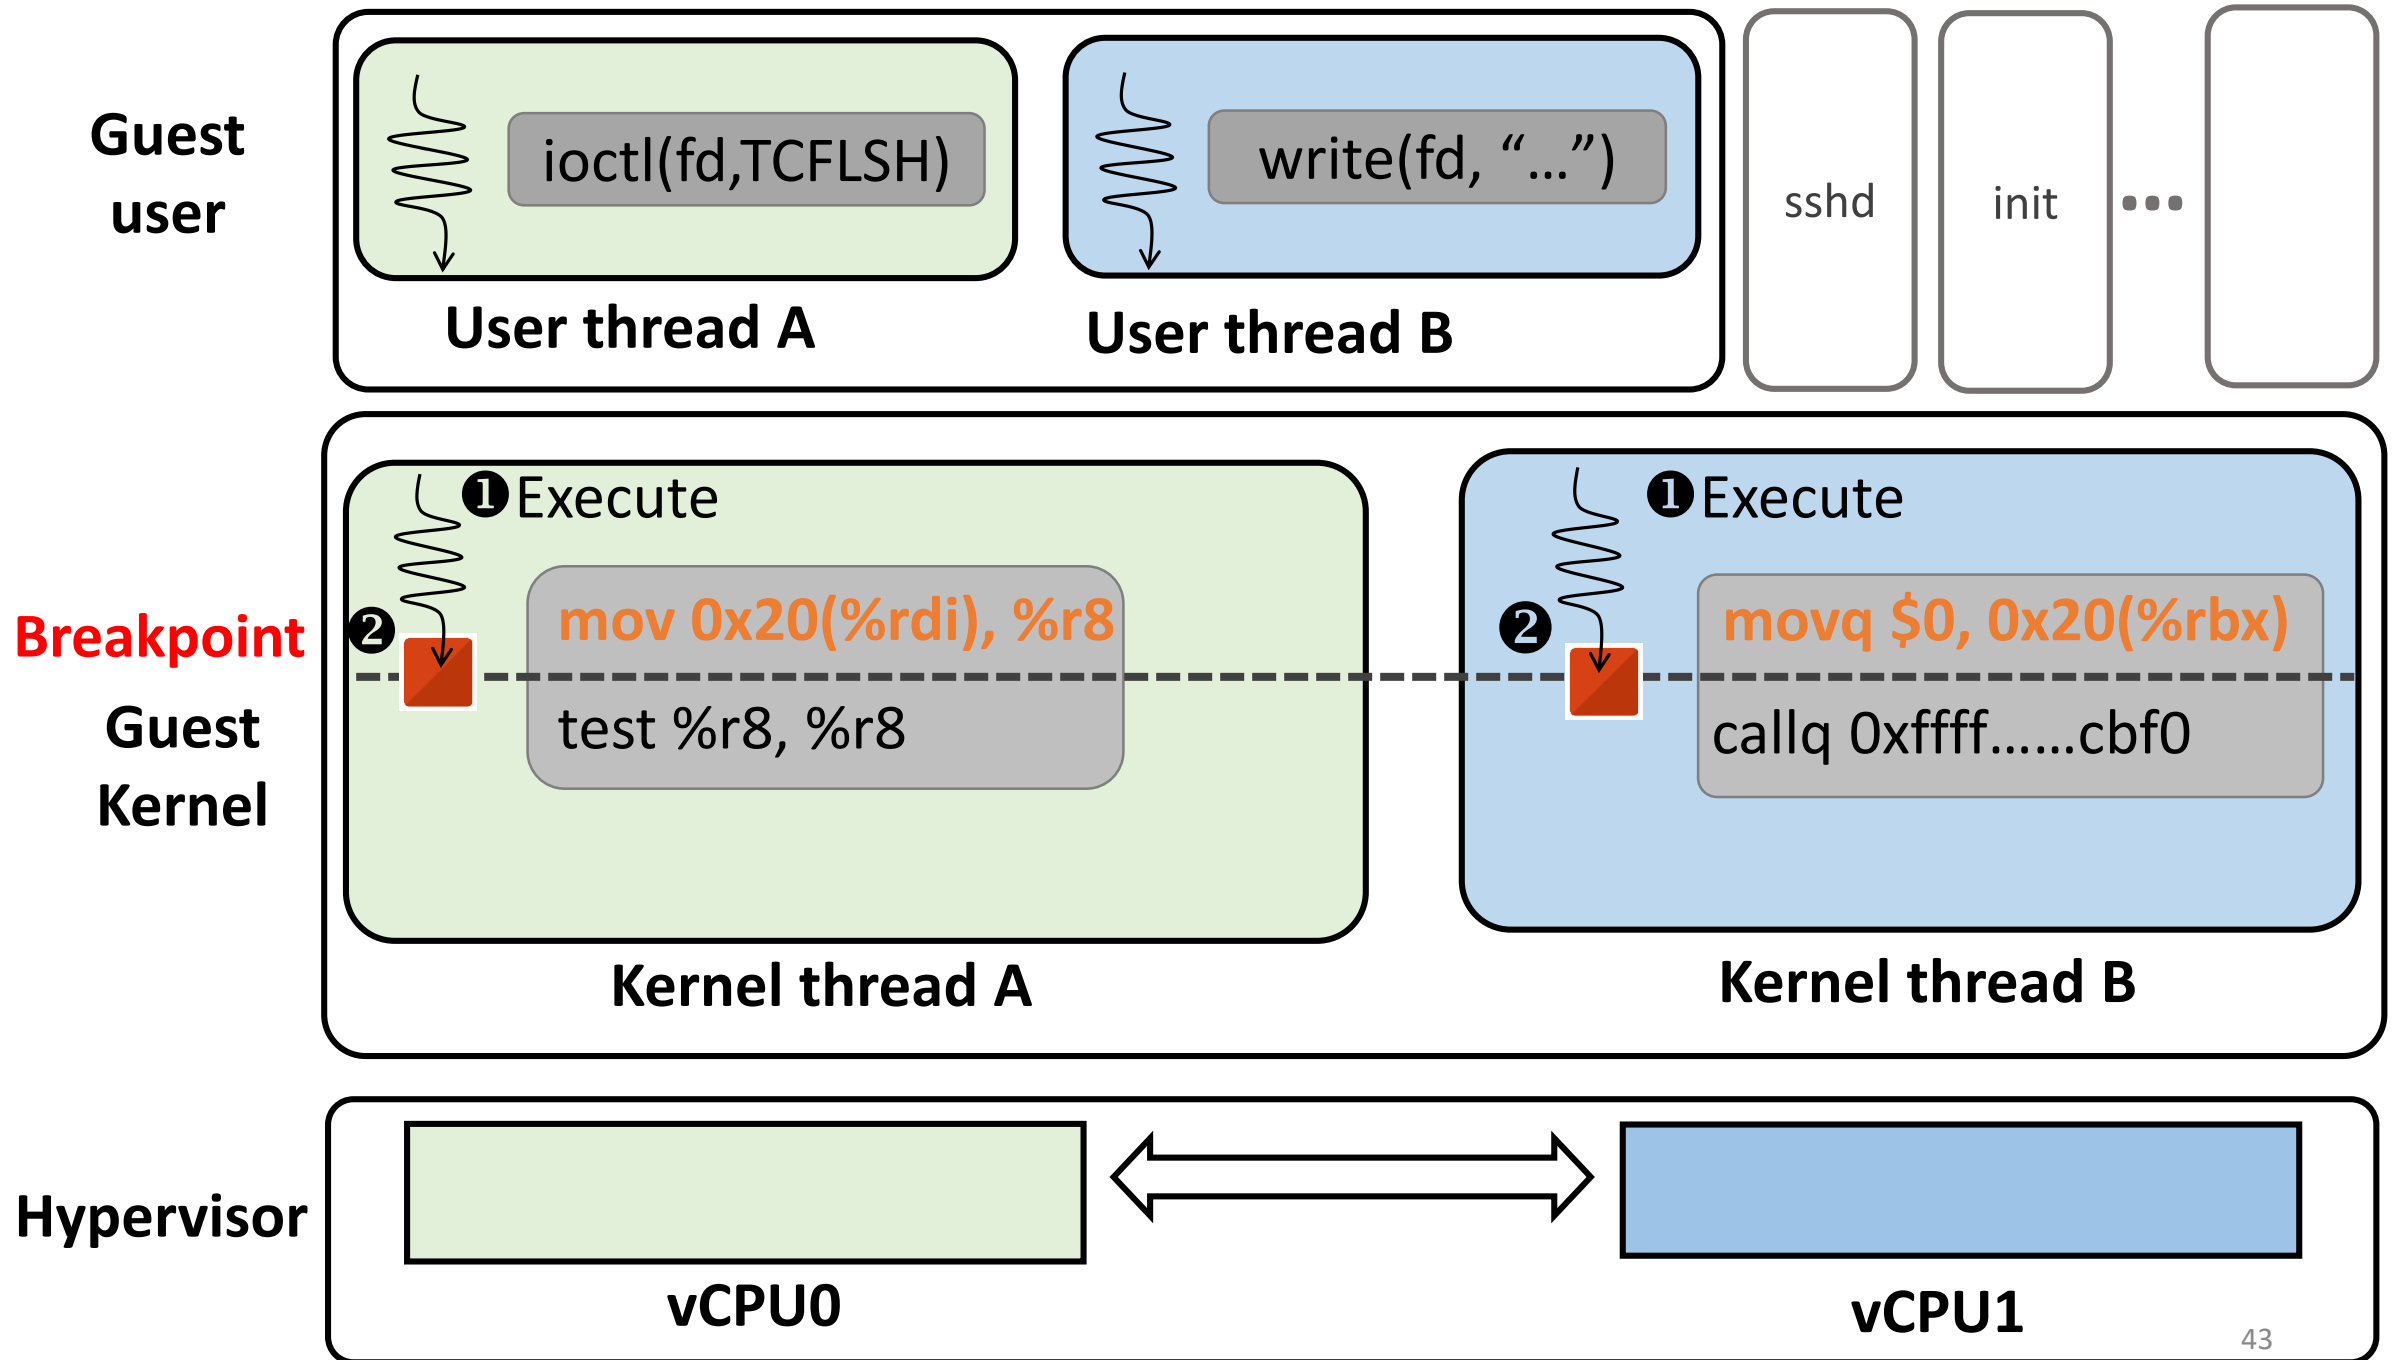 Guest
user
ioctl(fd,TCFLSH)
User thread A
write(fd, “...”)
User thread B
sshd
init
...
Breakpoint
Guest
Kernel
❶Execute
❷
mov 0x20(%rdi), %r8
test %r8, %r8
Kernel thread A
❶Execute
❷
movq $0, 0x20(%rbx)
callq 0xffff......cbf0
Kernel thread B
Hypervisor
vCPU0
vCPU1
43